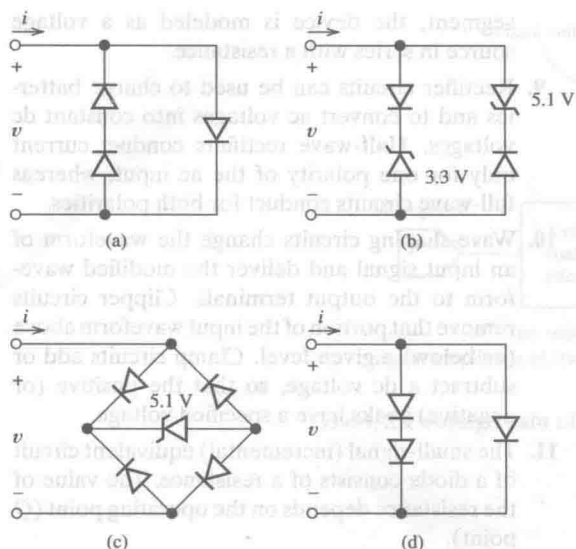 i
+
v
−
(a)
i
+
v
−
5.1 V
3.3 V
(b)
i
+
v
−
5.1 V
(c)
i
+
v
−
(d)
segment, the device is modeled as a voltage
source in series with a resistance.
9. Rectifier circuits can be used to charge batter-
ies and to convert ac voltages into constant dc
voltages. Half-wave rectifiers conduct current
only for one polarity of the ac input, whereas
full-wave circuits conduct for both polarities.
10. Wave-shaping circuits change the waveform of
an input signal and deliver the modified wave-
form to the output terminals. Clipper circuits
remove that portion of the input waveform above
(or below) a given level. Clamp circuits add or
subtract a dc voltage, so that the positive (or
negative) peaks have a specified voltage.
11. The small-signal (incremental) equivalent circuit
of a diode consists of a resistance. The value of
the resistance depends on the operating point (Q
point).